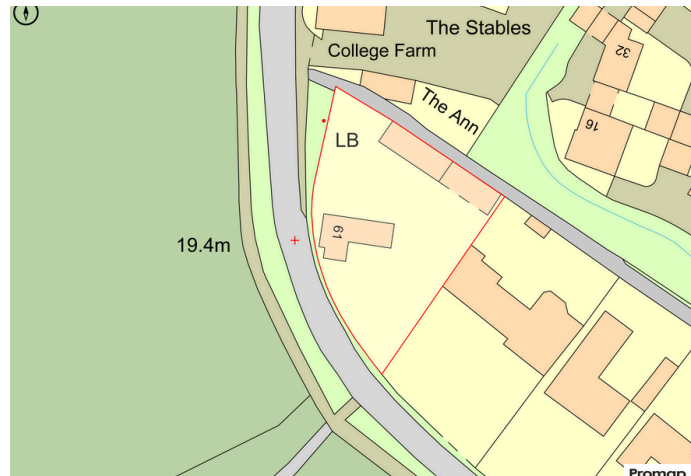 The Stables
College Farm
32
The Ann
16
LB
61
19.4m
Promap